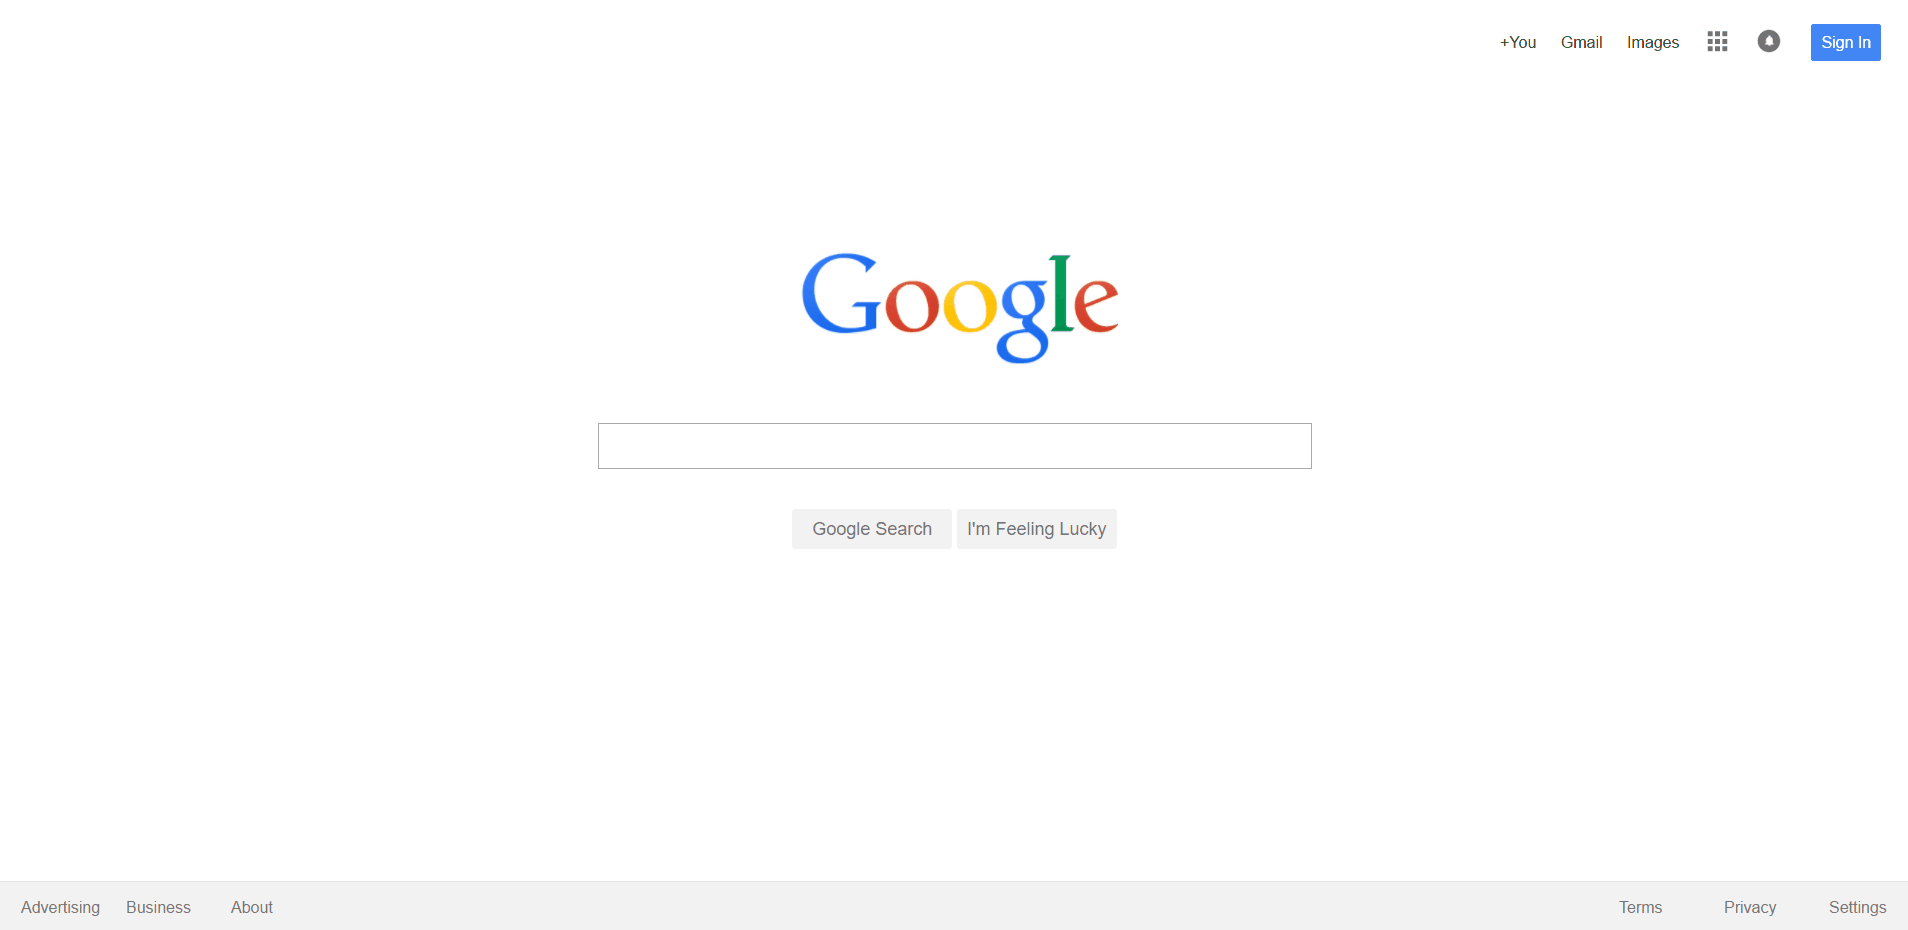 +You Gmail Images Sign In
Google
Google Search I'm Feeling Lucky
Advertising Business About Terms Privacy Settings